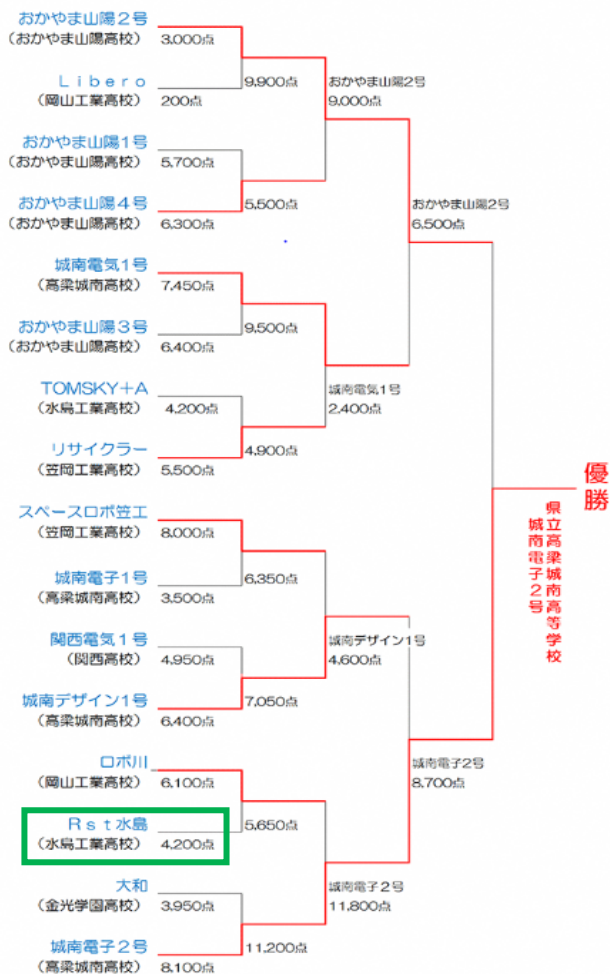 おかやま山陽2号
(おかやま山陽高校) 3,000点
9,900点
おかやま山陽2号
9,000点
Libero
(岡山工業高校) 200点
おかやま山陽1号
(おかやま山陽高校) 5,700点
おかやま山陽4号
(おかやま山陽高校) 6,300点
5,500点
おかやま山陽2号
6,500点
城南電気1号
(高梁城南高校) 7,450点
9,500点
おかやま山陽3号
(おかやま山陽高校) 6,400点
TOMSKY+A
(水島工業高校) 4,200点
城南電気1号
2,400点
リサイクラー
(笠岡工業高校) 5,500点
4,900点
優勝
県立高梁城南高等学校
城南電子2号
スペースロボ笠工
(笠岡工業高校) 8,000点
6,350点
城南電子1号
(高梁城南高校) 3,500点
関西電気1号
(関西高校) 4,950点
城南デザイン1号
4,600点
城南デザイン1号
(高梁城南高校) 6,400点
7,050点
ロボ川
(岡山工業高校) 6,100点
5,650点
城南電子2号
8,700点
Rst水島
(水島工業高校) 4,200点
大和
(金光学園高校) 3,950点
城南電子2号
11,800点
城南電子2号
(高梁城南高校) 8,100点
11,200点